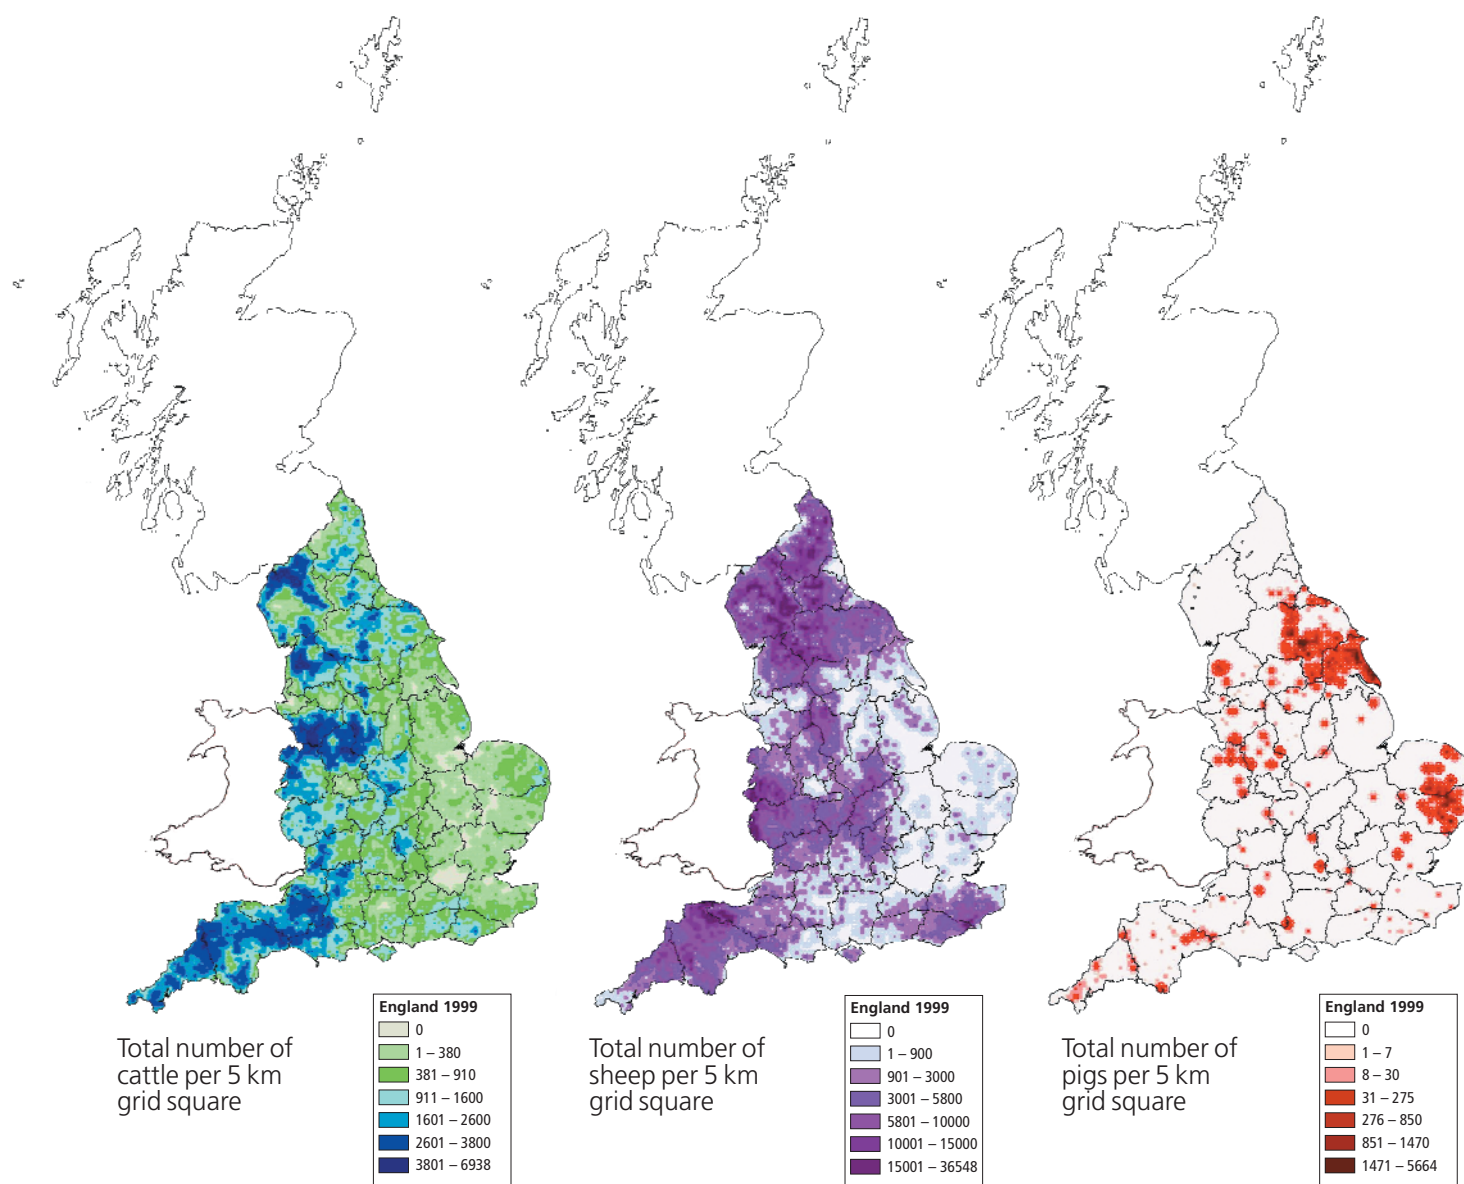 England 1999
0
1 – 380
381 – 910
911 – 1600
1601 – 2600
2601 – 3800
3801 – 6938
Total number of
cattle per 5 km
grid square
England 1999
0
1 – 900
901 – 3000
3001 – 5800
5801 – 10000
10001 – 15000
15001 – 36548
Total number of
sheep per 5 km
grid square
England 1999
0
1 – 7
8 – 30
31 – 275
276 – 850
851 – 1470
1471 – 5664
Total number of
pigs per 5 km
grid square